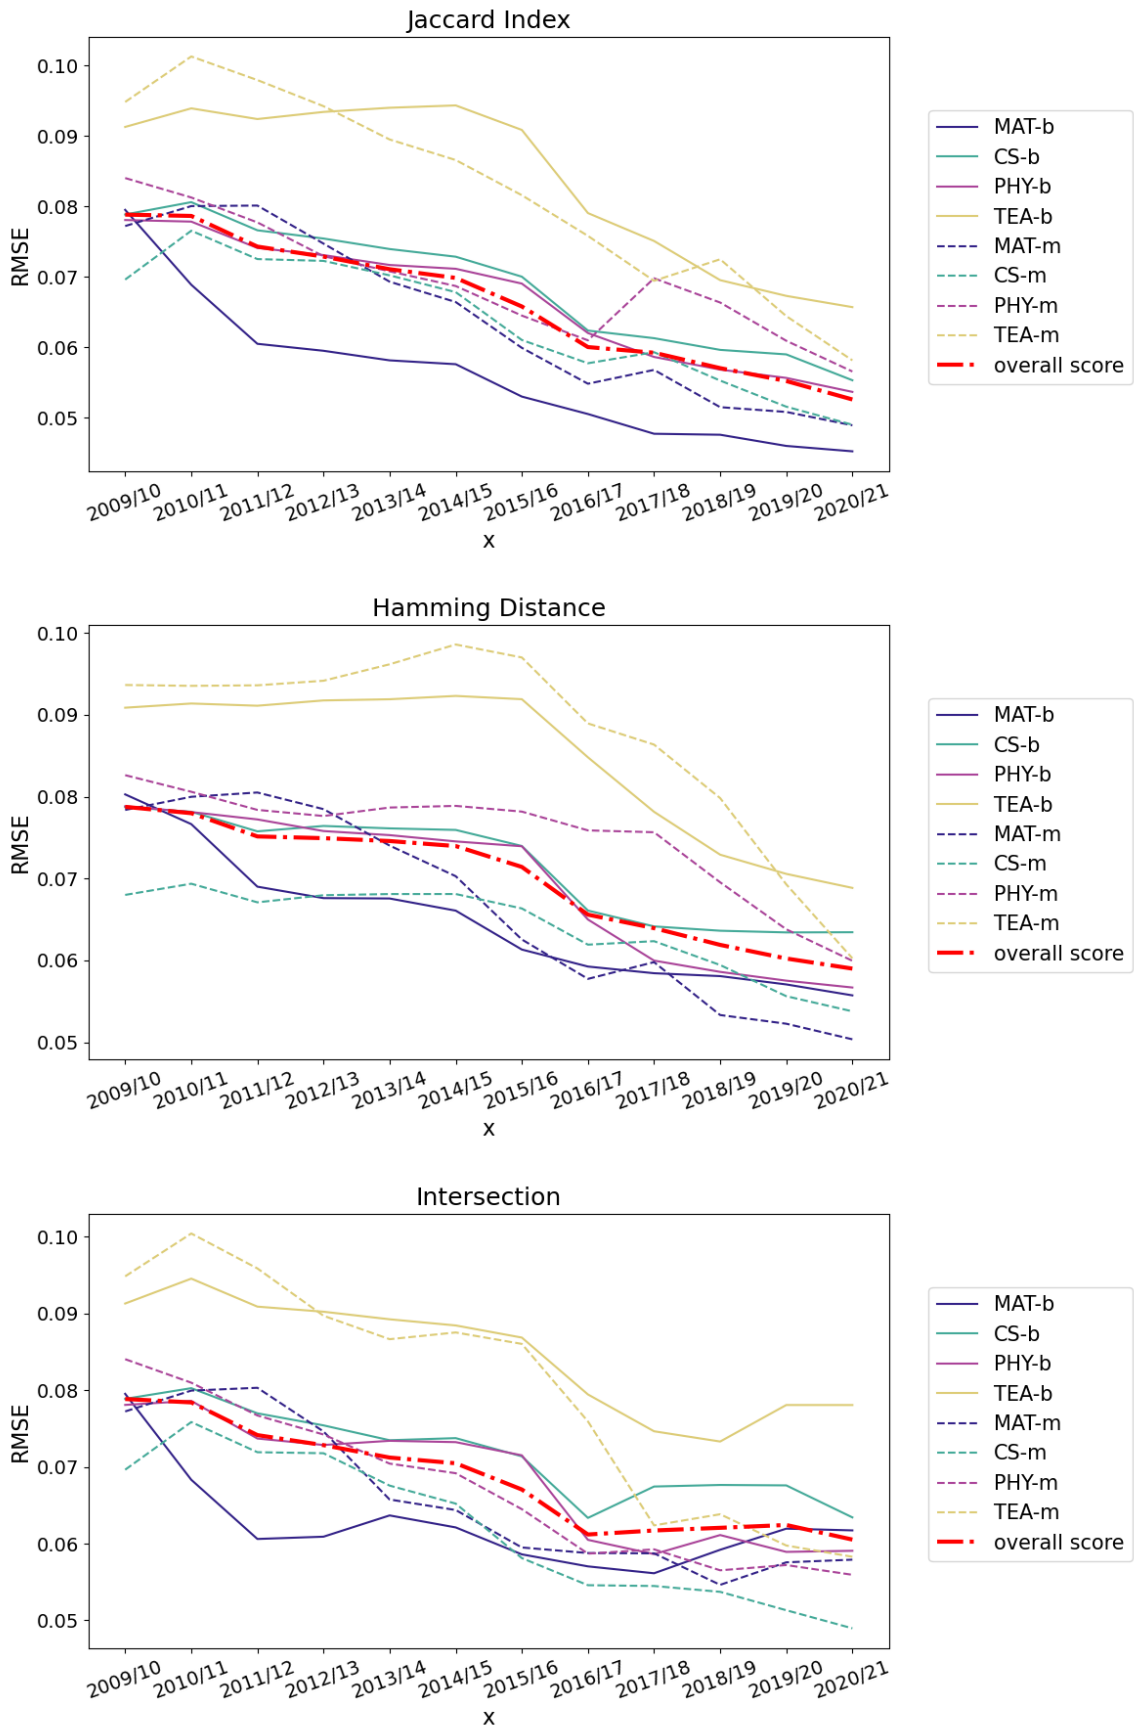 Jaccard Index
RMSE
0.10
0.09
0.08
0.07
0.06
0.05
2009/10 2010/11 2011/12 2012/13 2013/14 2014/15 2015/16 2016/17 2017/18 2018/19 2019/20 2020/21
x
MAT-b
CS-b
PHY-b
TEA-b
MAT-m
CS-m
PHY-m
TEA-m
overall score
Hamming Distance
RMSE
0.10
0.09
0.08
0.07
0.06
0.05
2009/10 2010/11 2011/12 2012/13 2013/14 2014/15 2015/16 2016/17 2017/18 2018/19 2019/20 2020/21
x
MAT-b
CS-b
PHY-b
TEA-b
MAT-m
CS-m
PHY-m
TEA-m
overall score
Intersection
RMSE
0.10
0.09
0.08
0.07
0.06
0.05
2009/10 2010/11 2011/12 2012/13 2013/14 2014/15 2015/16 2016/17 2017/18 2018/19 2019/20 2020/21
x
MAT-b
CS-b
PHY-b
TEA-b
MAT-m
CS-m
PHY-m
TEA-m
overall score